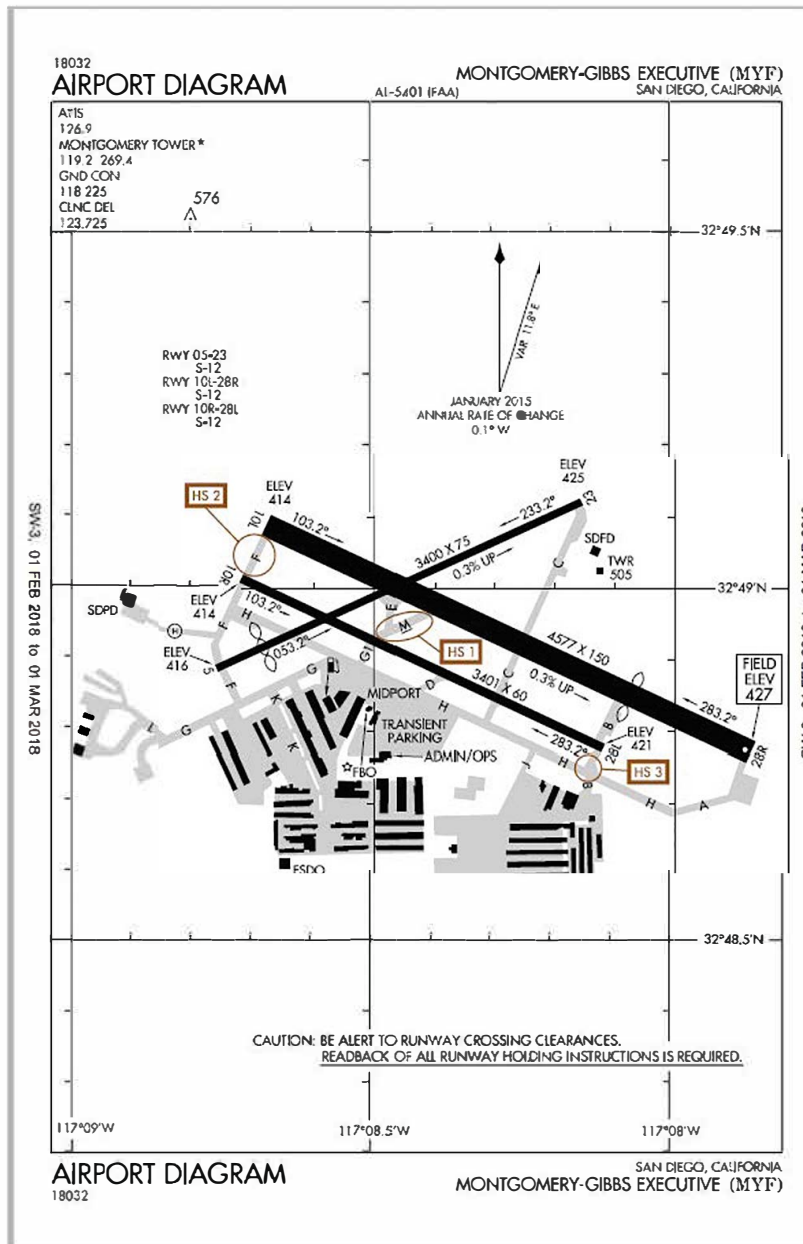 18032
AIRPORT DIAGRAM
AL-5401 (FAA)
MONTGOMERY-GIBBS EXECUTIVE (MYF)
SAN DIEGO, CALIFORNIA
ATIS
126.9
MONTGOMERY TOWER*
119.2 269.4
GND CON
118.225
CLNC DEL
123.725
576
32°49.5'N
VAR 11.8° E
JANUARY 2015
ANNUAL RATE OF CHANGE
0.1° W
RWY 05-23
S-12
RWY 10L-28R
S-12
RWY 10R-28L
S-12
SW-3, 01 FEB 2018 to 01 MAR 2018
HS 2
ELEV
414
10L
103.2°
ELEV
425
23
233.2°
3400 X 75
0.3% UP
SDFD
TWR
505
C
F
10R
ELEV
414
103.2°
32°49'N
E
M
HS 1
SDPD
H
F
H
053.2°
ELEV
416
5
G
G1
4577 X 150
0.3% UP
3401 X 60
C
D
H
B
FIELD
ELEV
427
283.2°
28R
F
K
K
L
G
MIDPORT
TRANSIENT
PARKING
ADMIN/OPS
FBO
283.2°
28L
ELEV
421
H
HS 3
J
B
H
H
A
FSDO
32°48.5'N
CAUTION: BE ALERT TO RUNWAY CROSSING CLEARANCES.
READBACK OF ALL RUNWAY HOLDING INSTRUCTIONS IS REQUIRED.
117°09'W
117°08.5'W
117°08'W
AIRPORT DIAGRAM
18032
SAN DIEGO, CALIFORNIA
MONTGOMERY-GIBBS EXECUTIVE (MYF)